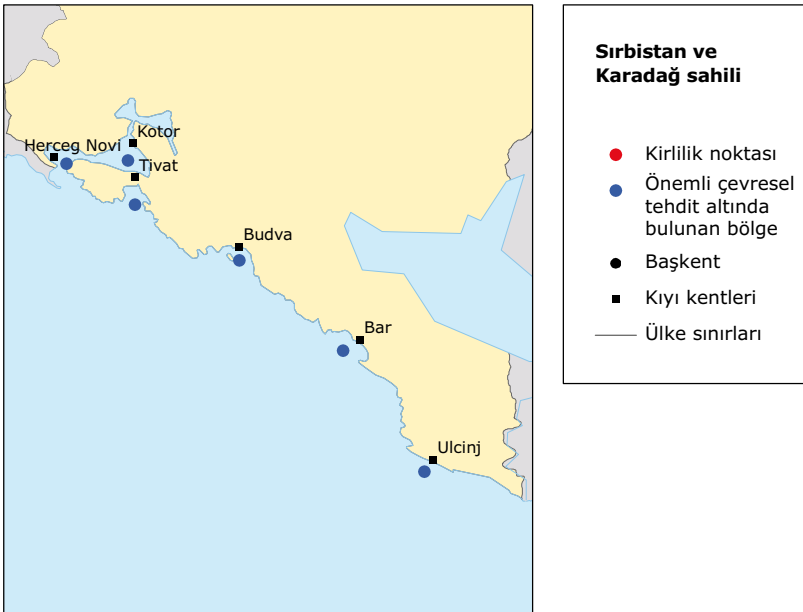 Kotor
Herceg Novi
Tivat
Budva
Bar
Ulcinj
Sırbistan ve
Karadağ sahili
Kirlilik noktası
Önemli çevresel
tehdit altında
bulunan bölge
Başkent
Kıyı kentleri
Ülke sınırları